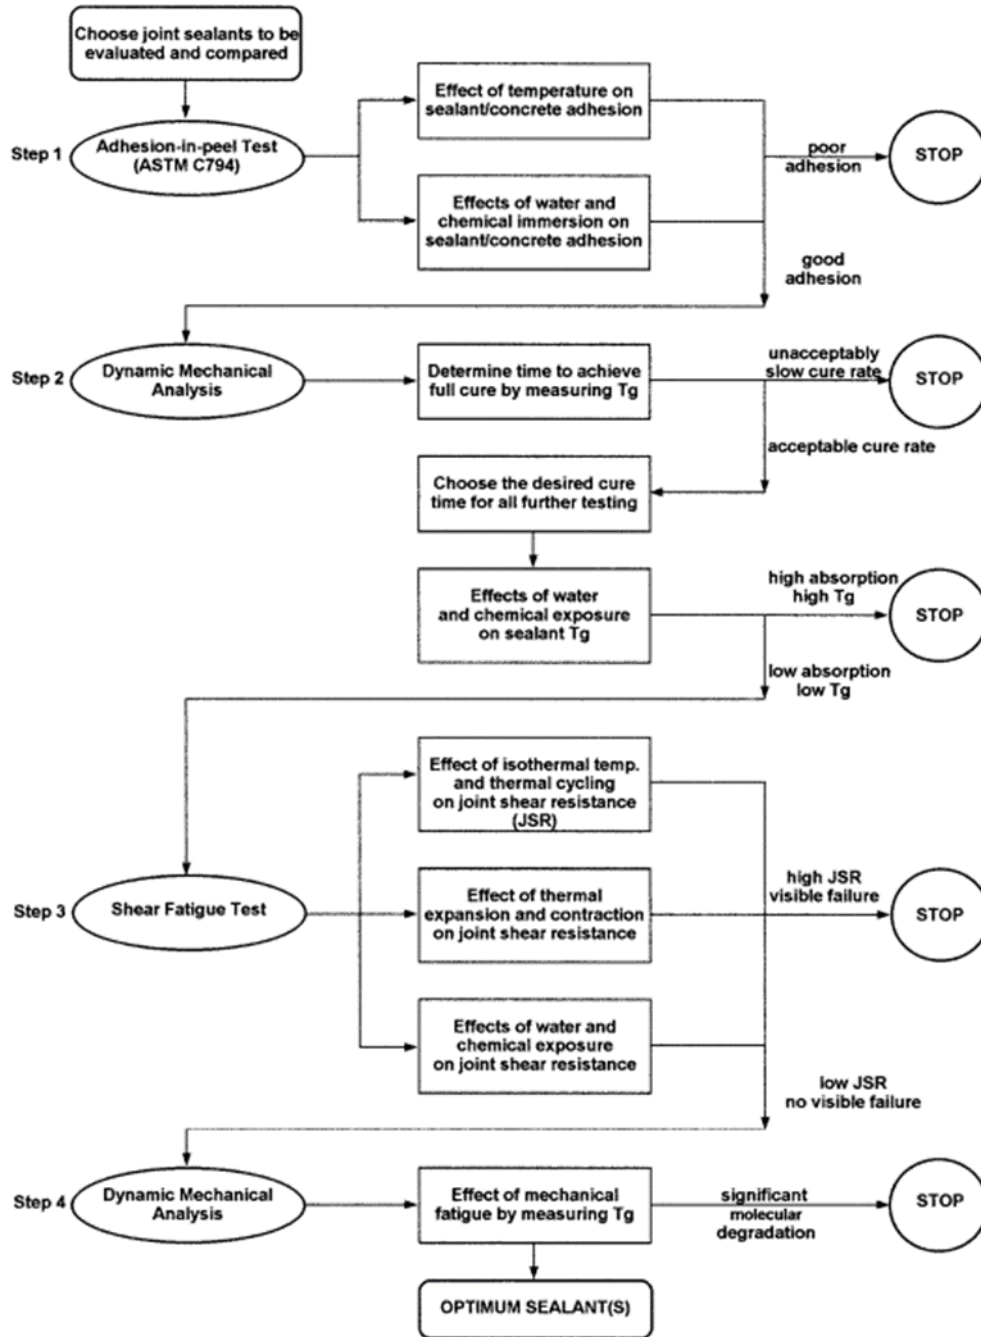 Choose joint sealants to be
evaluated and compared
Step 1
Adhesion-in-peel Test
(ASTM C794)
Effect of temperature on
sealant/concrete adhesion
Effects of water and
chemical immersion on
sealant/concrete adhesion
poor
adhesion
STOP
good
adhesion
Step 2
Dynamic Mechanical
Analysis
Determine time to achieve
full cure by measuring Tg
unacceptably
slow cure rate
STOP
acceptable cure rate
Choose the desired cure
time for all further testing
Effects of water
and chemical exposure
on sealant Tg
high absorption
high Tg
STOP
low absorption
low Tg
Step 3
Shear Fatigue Test
Effect of isothermal temp.
and thermal cycling
on joint shear resistance
(JSR)
Effect of thermal
expansion and contraction
on joint shear resistance
Effects of water and
chemical exposure
on joint shear resistance
high JSR
visible failure
STOP
low JSR
no visible failure
Step 4
Dynamic Mechanical
Analysis
Effect of mechanical
fatigue by measuring Tg
significant
molecular
degradation
STOP
OPTIMUM SEALANT(S)